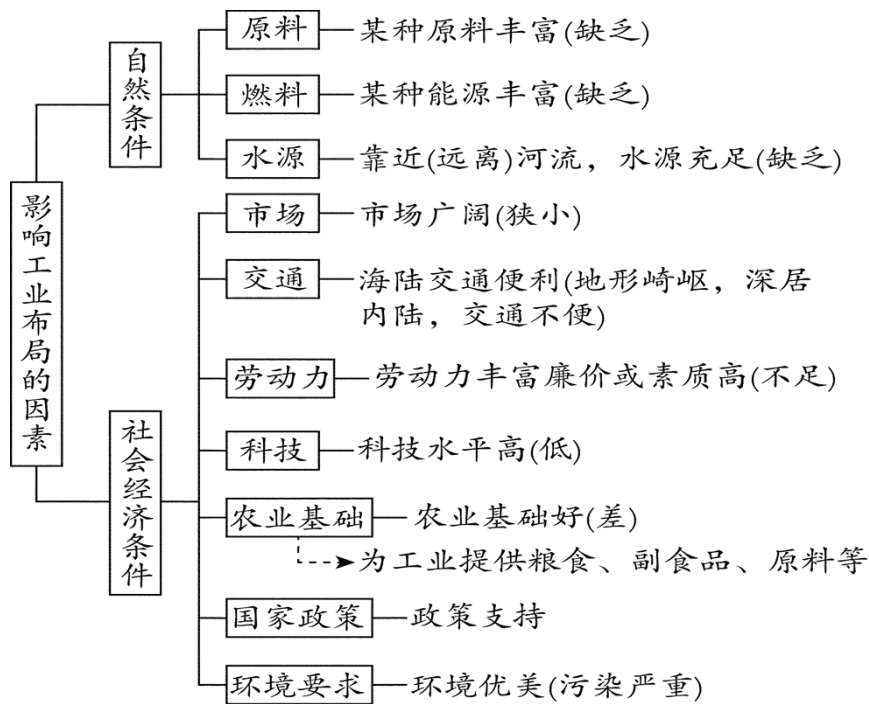 影响工业布局的因素
自然条件
原料
某种原料丰富(缺乏)
燃料
某种能源丰富(缺乏)
水源
靠近(远离)河流，水源充足(缺乏)
社会经济条件
市场
市场广阔(狭小)
交通
海陆交通便利(地形崎岖，深居
内陆，交通不便)
劳动力
劳动力丰富廉价或素质高(不足)
科技
科技水平高(低)
农业基础
农业基础好(差)
为工业提供粮食、副食品、原料等
国家政策
政策支持
环境要求
环境优美(污染严重)